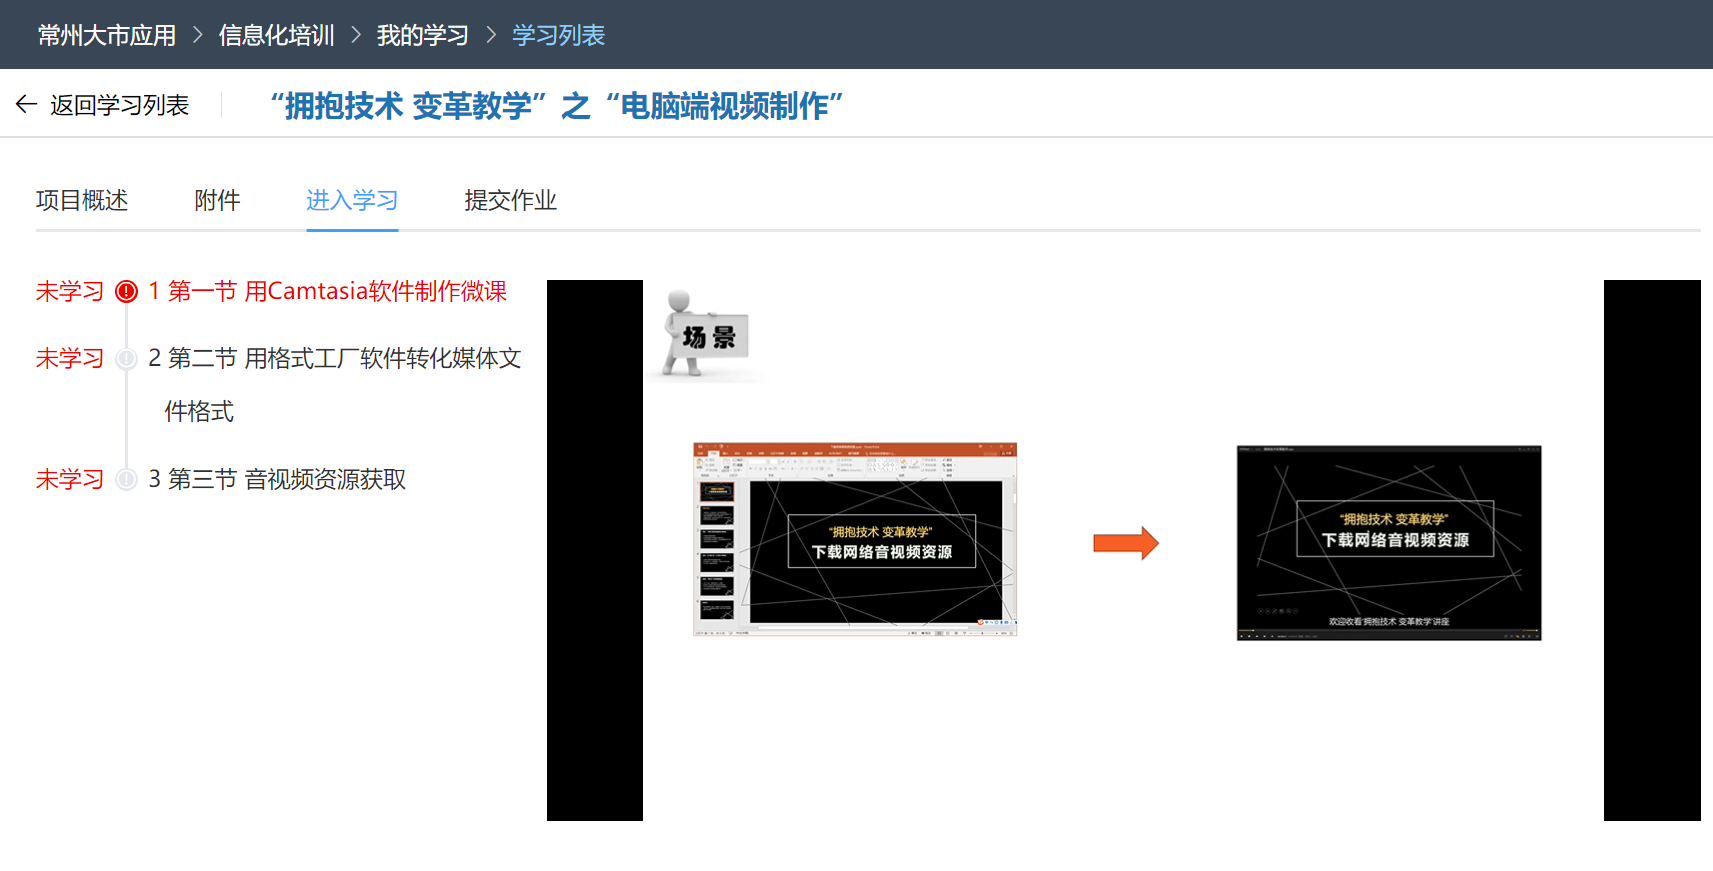 常州大市应用 > 信息化培训 > 我的学习 > 学习列表
← 返回学习列表
“拥抱技术 变革教学”之“电脑端视频制作”
项目概述 附件 进入学习 提交作业
未学习 1 第一节 用Camtasia软件制作微课
未学习 2 第二节 用格式工厂软件转化媒体文
件格式
未学习 3 第三节 音视频资源获取
场景
“拥抱技术 变革教学”
下载网络音视频资源
“拥抱技术 变革教学”
下载网络音视频资源
欢迎收看‘拥抱技术 变革教学’讲座